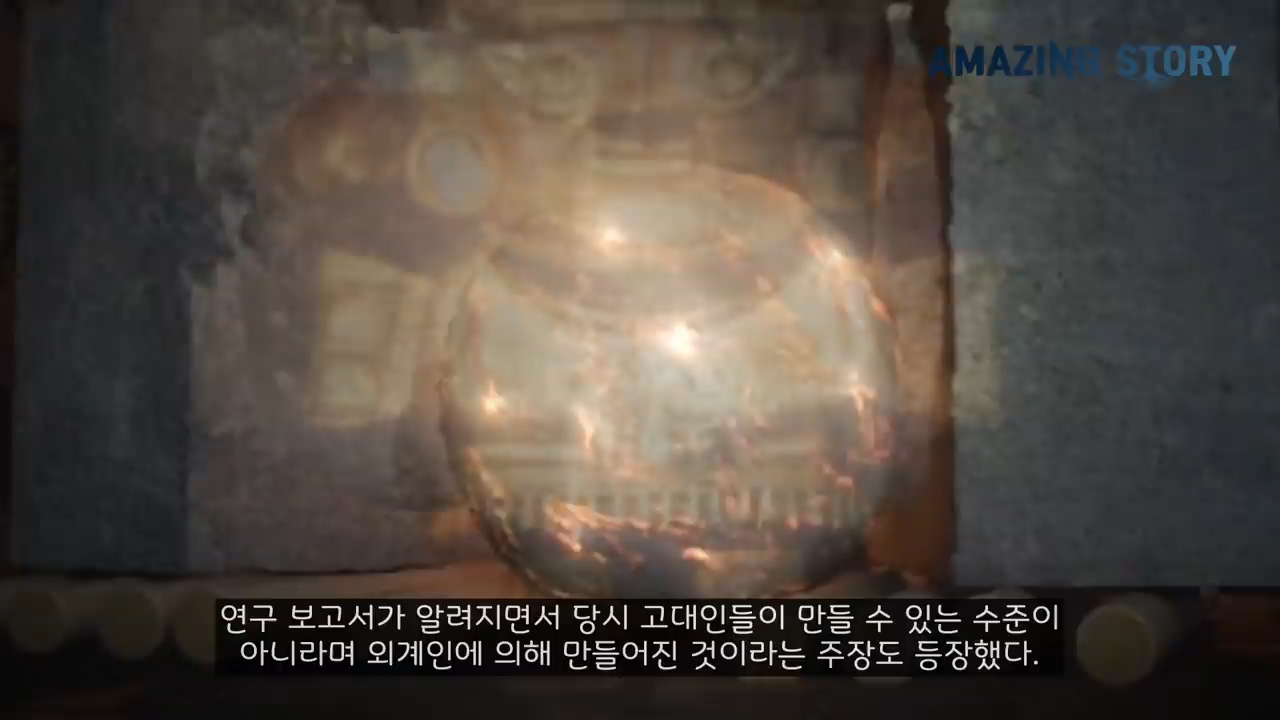 AMAZING STORY
연구 보고서가 알려지면서 당시 고대인들이 만들 수 있는 수준이
아니라며 외계인에 의해 만들어진 것이라는 주장도 등장했다.